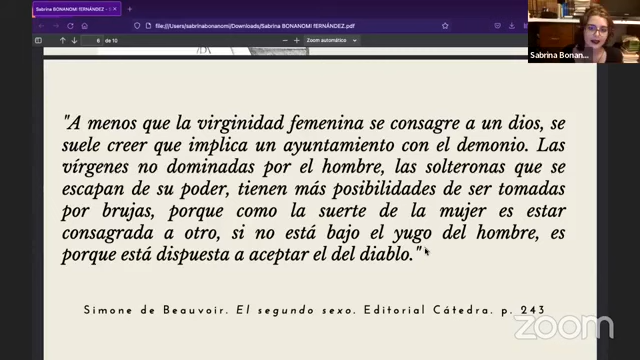 Sabrina BONANOMI FERNÁNDEZ -
file:///Users/sabrinabonanomi/Downloads/Sabrina BONANOMI FERNÁNDEZ.pdf
6 de 10
Zoom automático
Sabrina Bonan...
"A menos que la virginidad femenina se consagre a un dios, se
suele creer que implica un ayuntamiento con el demonio. Las
vírgenes no dominadas por el hombre, las solteronas que se
escapan de su poder, tienen más posibilidades de ser tomadas
por brujas, porque como la suerte de la mujer es estar
consagrada a otro, si no está bajo el yugo del hombre, es
porque está dispuesta a aceptar el del diablo."
Simone de Beauvoir. El segundo sexo. Editorial Cátedra. p. 243
zoom